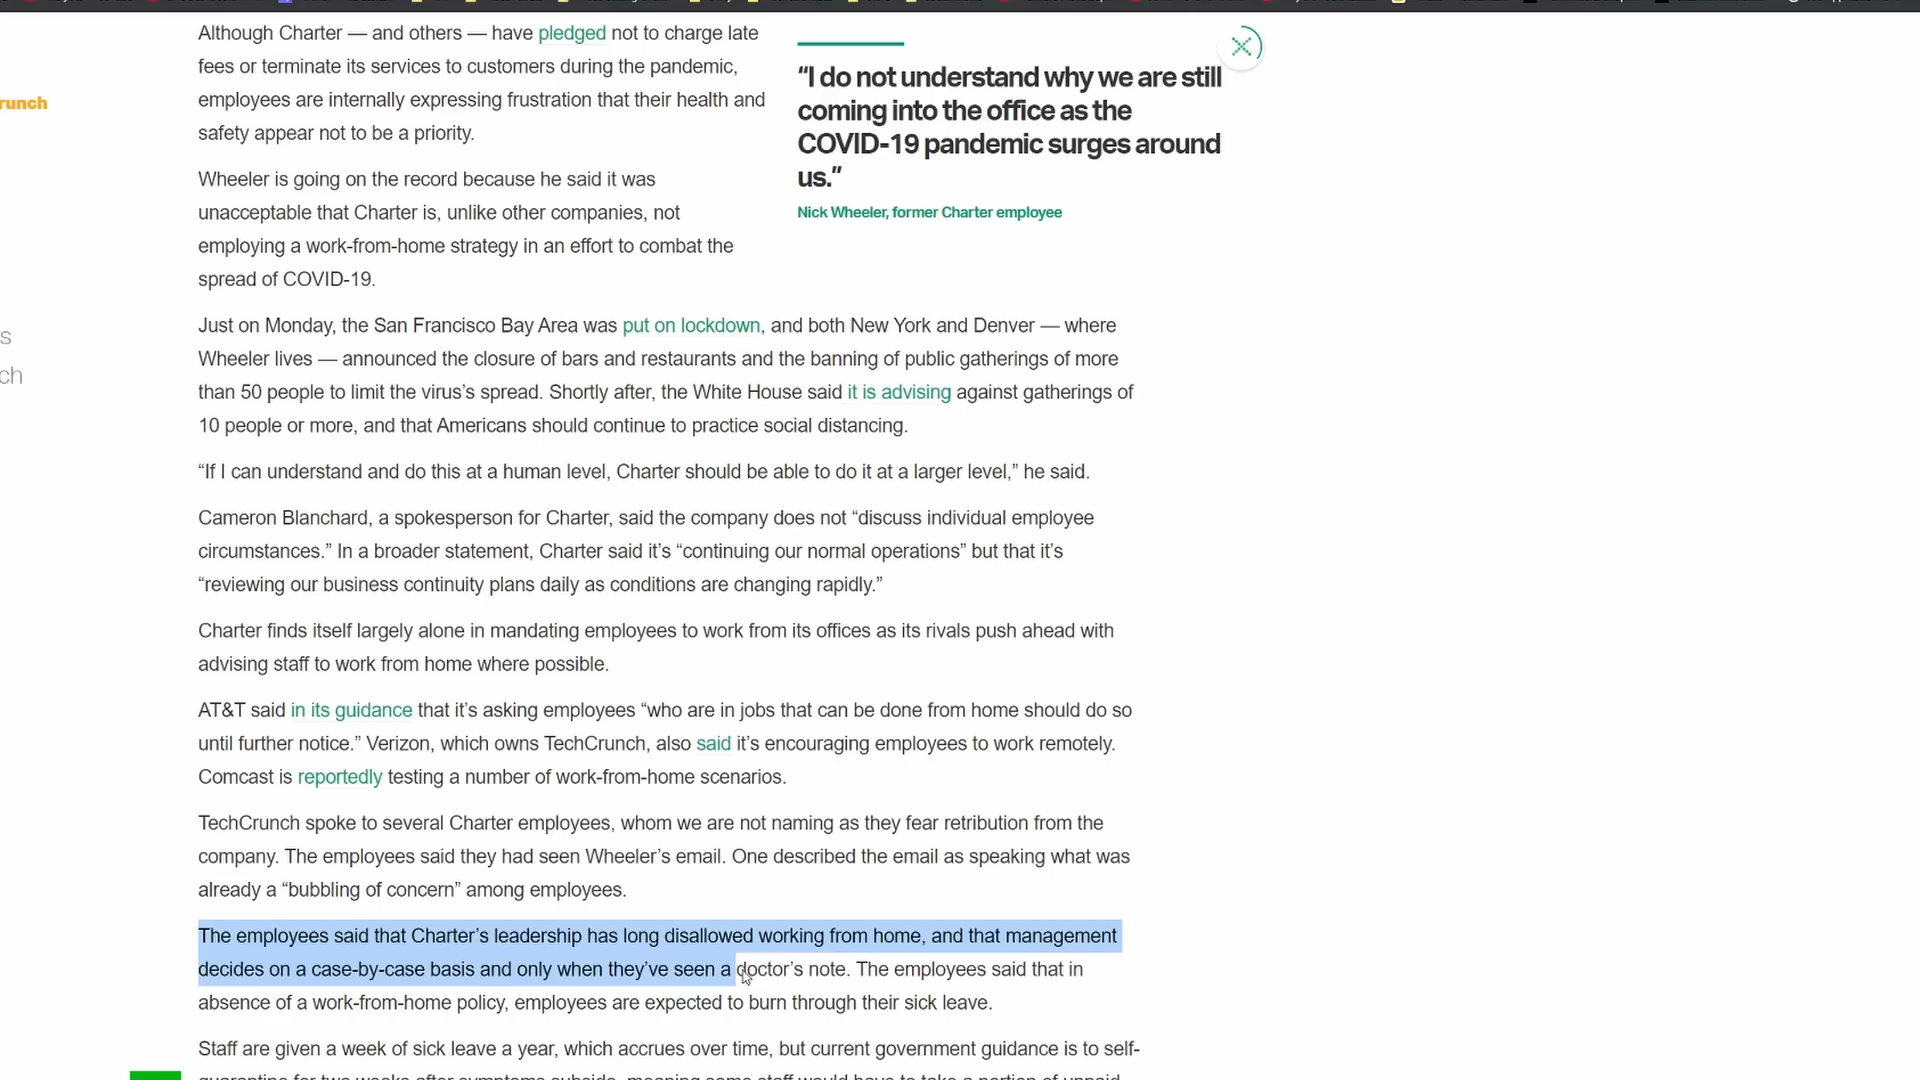 Although Charter — and others — have pledged not to charge late
fees or terminate its services to customers during the pandemic,
employees are internally expressing frustration that their health and
safety appear not to be a priority.
“I do not understand why we are still
coming into the office as the
COVID-19 pandemic surges around
us.”
Nick Wheeler, former Charter employee
runch
Wheeler is going on the record because he said it was
unacceptable that Charter is, unlike other companies, not
employing a work-from-home strategy in an effort to combat the
spread of COVID-19.
Just on Monday, the San Francisco Bay Area was put on lockdown, and both New York and Denver — where
Wheeler lives — announced the closure of bars and restaurants and the banning of public gatherings of more
than 50 people to limit the virus’s spread. Shortly after, the White House said it is advising against gatherings of
10 people or more, and that Americans should continue to practice social distancing.
s
ch
“If I can understand and do this at a human level, Charter should be able to do it at a larger level,” he said.
Cameron Blanchard, a spokesperson for Charter, said the company does not “discuss individual employee
circumstances.” In a broader statement, Charter said it’s “continuing our normal operations” but that it’s
“reviewing our business continuity plans daily as conditions are changing rapidly.”
Charter finds itself largely alone in mandating employees to work from its offices as its rivals push ahead with
advising staff to work from home where possible.
AT&T said in its guidance that it’s asking employees “who are in jobs that can be done from home should do so
until further notice.” Verizon, which owns TechCrunch, also said it’s encouraging employees to work remotely.
Comcast is reportedly testing a number of work-from-home scenarios.
TechCrunch spoke to several Charter employees, whom we are not naming as they fear retribution from the
company. The employees said they had seen Wheeler’s email. One described the email as speaking what was
already a “bubbling of concern” among employees.
The employees said that Charter’s leadership has long disallowed working from home, and that management
decides on a case-by-case basis and only when they’ve seen a doctor’s note. The employees said that in
absence of a work-from-home policy, employees are expected to burn through their sick leave.
Staff are given a week of sick leave a year, which accrues over time, but current government guidance is to self-
quarantine for two weeks after symptoms subside, meaning some staff would have to take a portion of unpaid